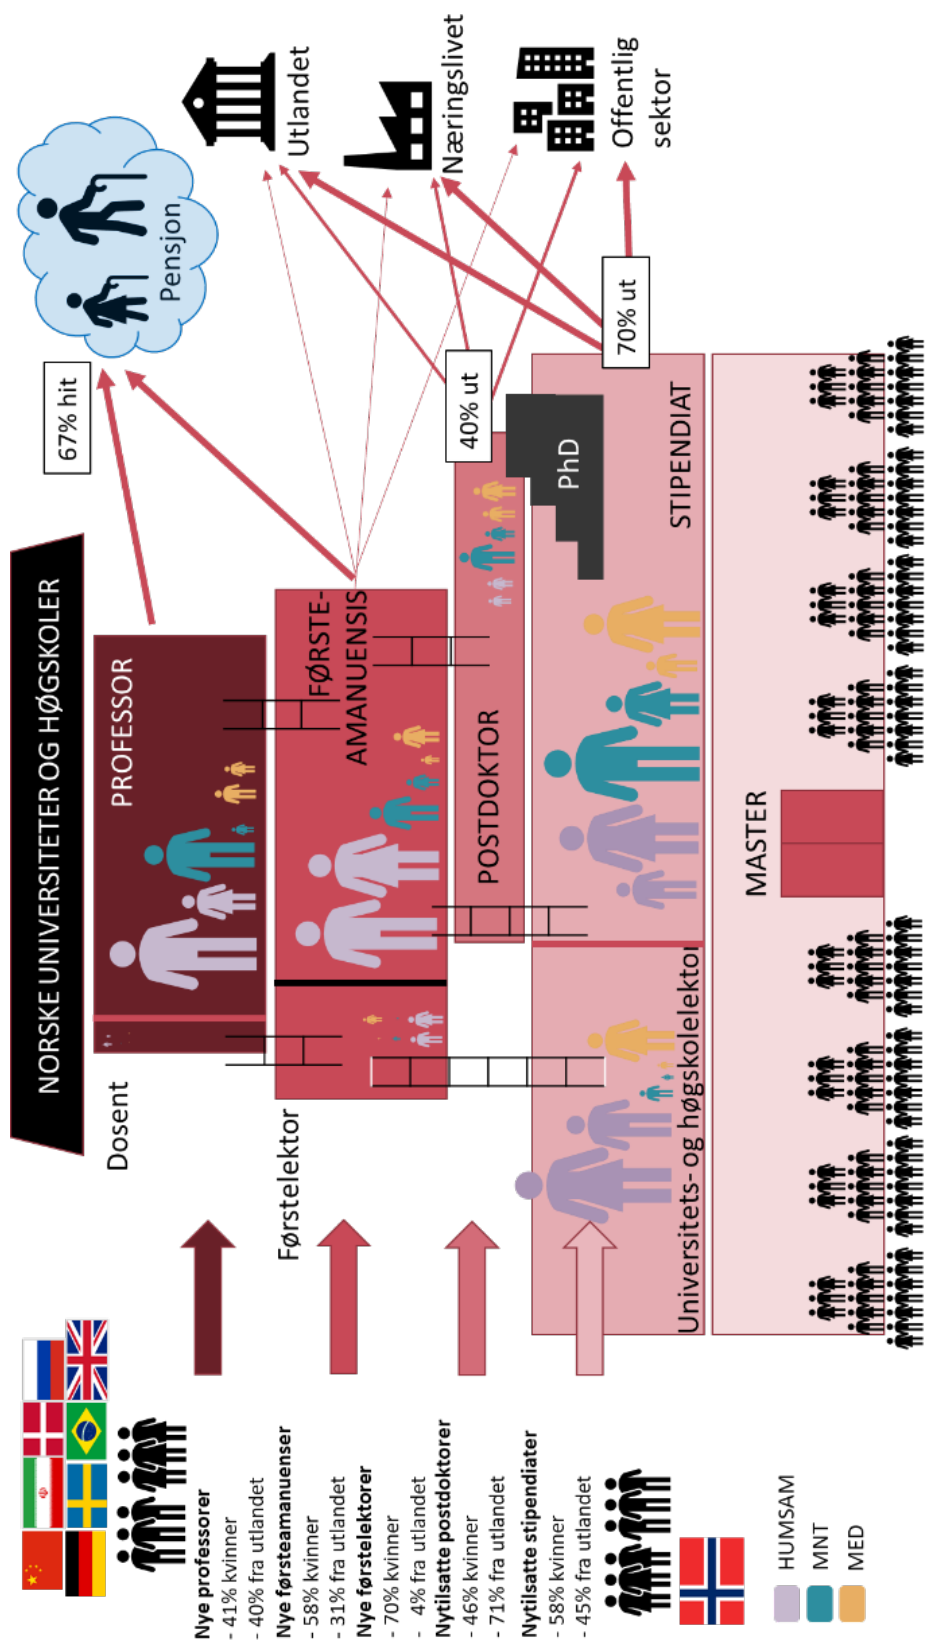 NORSKE UNIVERSITETER OG HØGSKOLER
67% hit
Pensjon
Utlandet
Næringslivet
Offentlig
sektor
Dosent
PROFESSOR
Førstelektor
FØRSTE-
AMANUENSIS
POSTDOKTOR
40% ut
PhD
70% ut
STIPENDIAT
Universitets- og høgskolelektor
MASTER
Nye professorer
- 41% kvinner
- 40% fra utlandet
Nye førsteamanuenser
- 58% kvinner
- 31% fra utlandet
Nye førstelektorer
- 70% kvinner
- 4% fra utlandet
Nytilsatte postdoktorer
- 46% kvinner
- 71% fra utlandet
Nytilsatte stipendiater
- 58% kvinner
- 45% fra utlandet
HUMSAM
MNT
MED